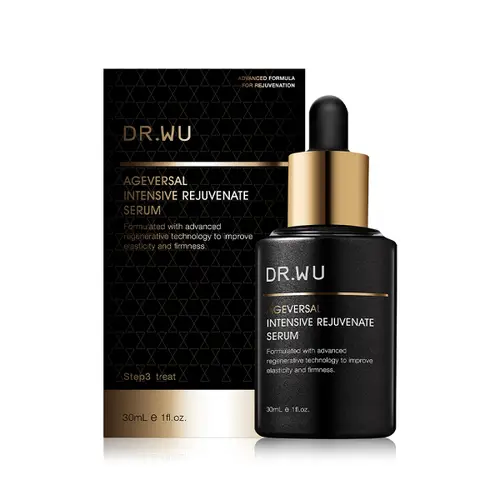 ADVANCED FORMULA
FOR REJUVENATION
DR.WU
AGEVERSAL
INTENSIVE REJUVENATE
SERUM
Formulated with advanced
regenerative technology to improve
elasticity and firmness.
Step3 treat
30mL e 1fl.oz.
DR.WU
AGEVERSAL
INTENSIVE REJUVENATE
SERUM
Formulated with advanced
regenerative technology to improve
elasticity and firmness.
30mL e 1fl.oz.